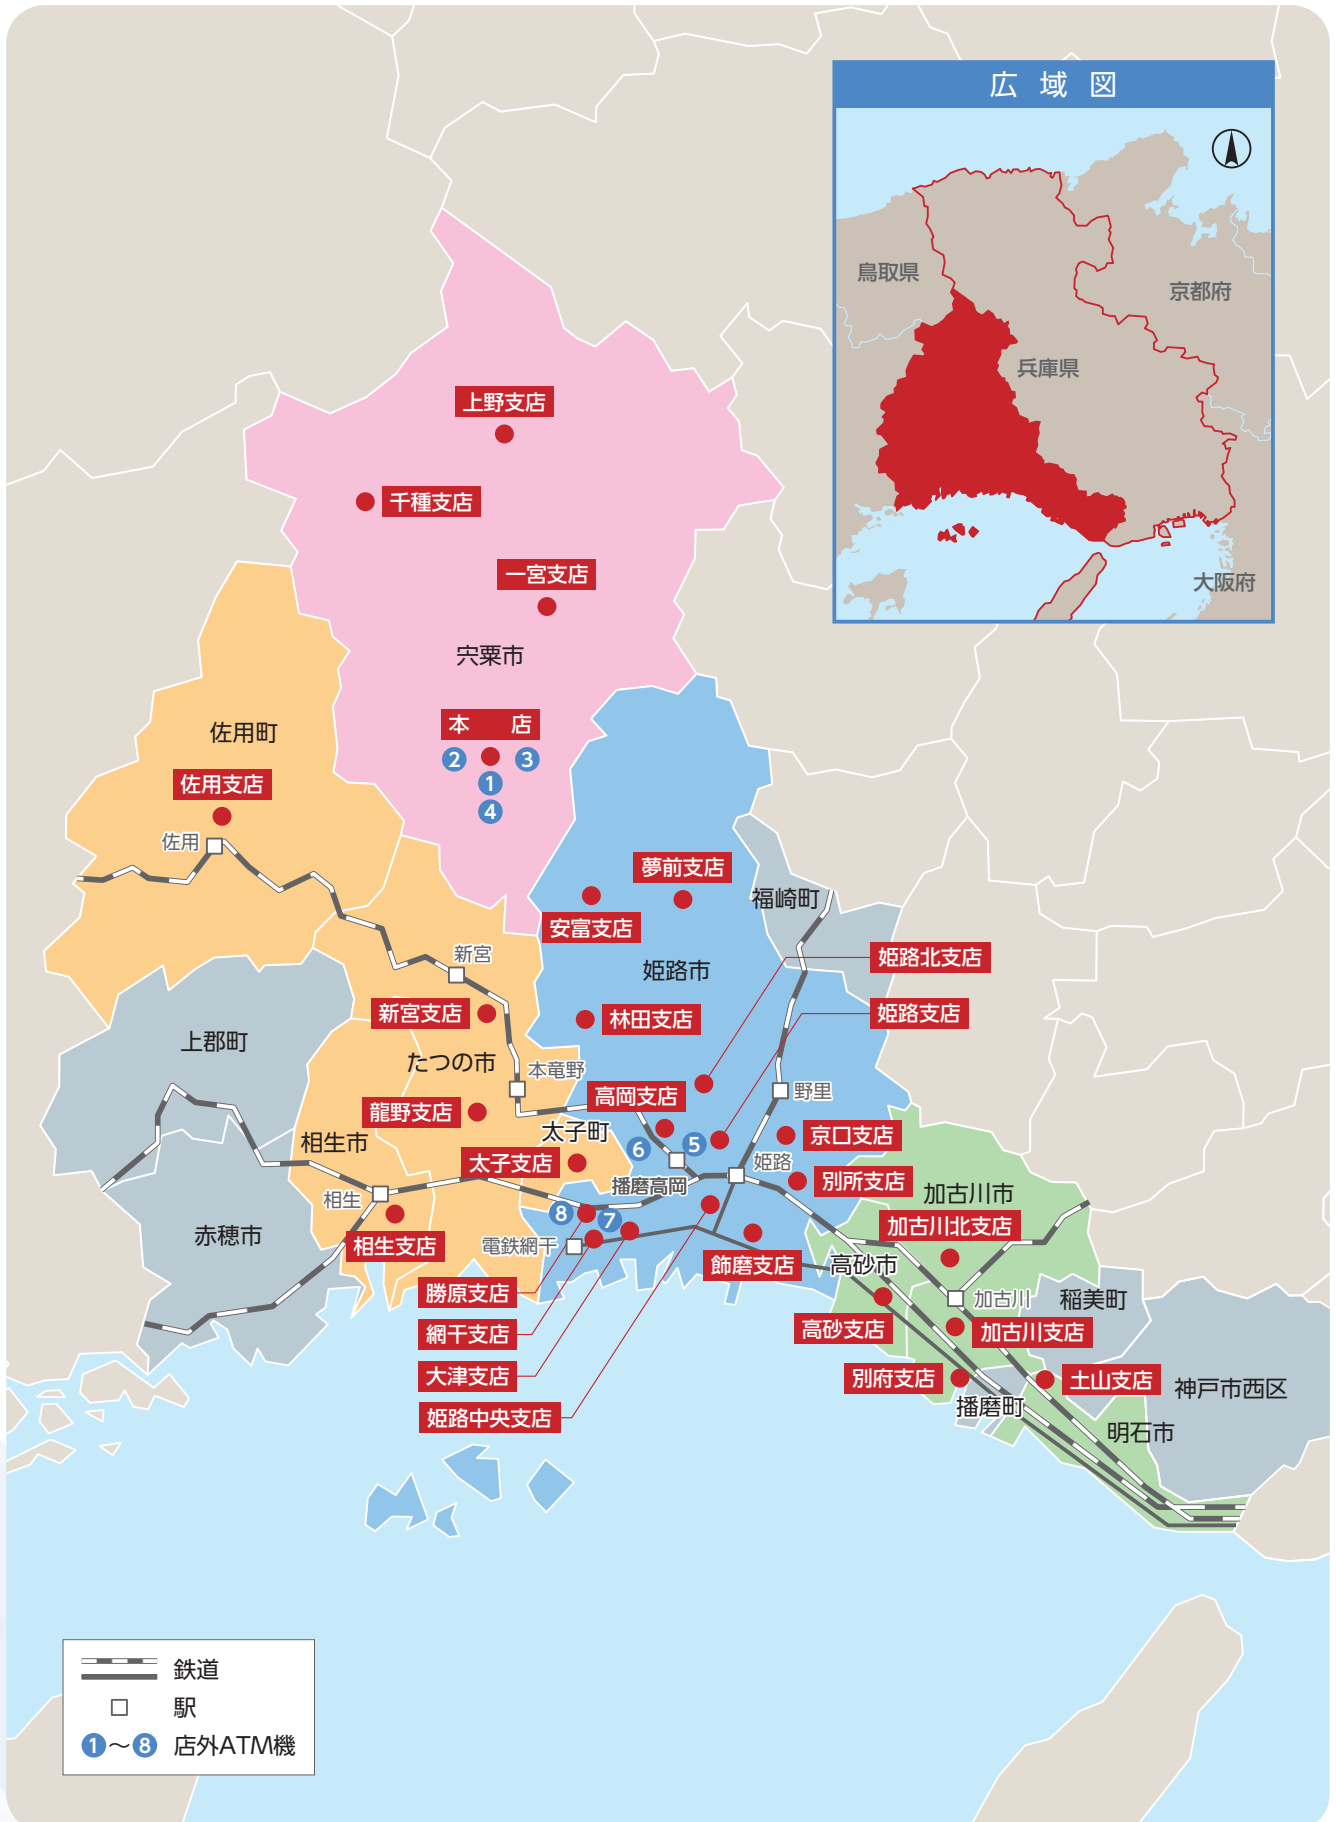 広域図
鳥取県
京都府
兵庫県
大阪府
上野支店
千種支店
一宮支店
宍粟市
本 店
2
3
1
4
佐用町
佐用支店
佐用
夢前支店
安富支店
福崎町
姫路市
姫路北支店
新宮
新宮支店
林田支店
姫路支店
上郡町
たつの市
本竜野
野里
高岡支店
龍野支店
太子町
6
5
京口支店
相生市
太子支店
姫路
播磨高岡
別所支店
加古川市
相生
8
7
加古川北支店
赤穂市
相生支店
電鉄網干
飾磨支店
高砂市
勝原支店
加古川
稲美町
網干支店
高砂支店
加古川支店
大津支店
別府支店
土山支店
神戸市西区
姫路中央支店
播磨町
明石市
鉄道
駅
1～8 店外ATM機